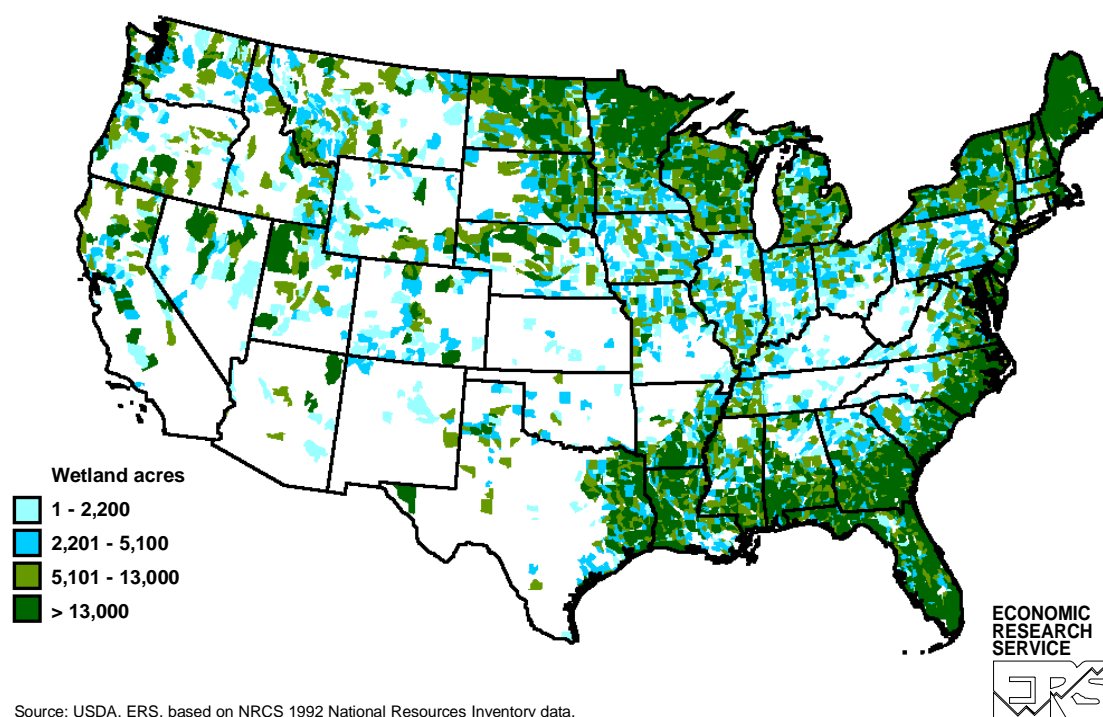 Wetland acres
1 - 2,200
2,201 - 5,100
5,101 - 13,000
> 13,000
ECONOMIC
RESEARCH
SERVICE
ERS
Source: USDA, ERS, based on NRCS 1992 National Resources Inventory data.